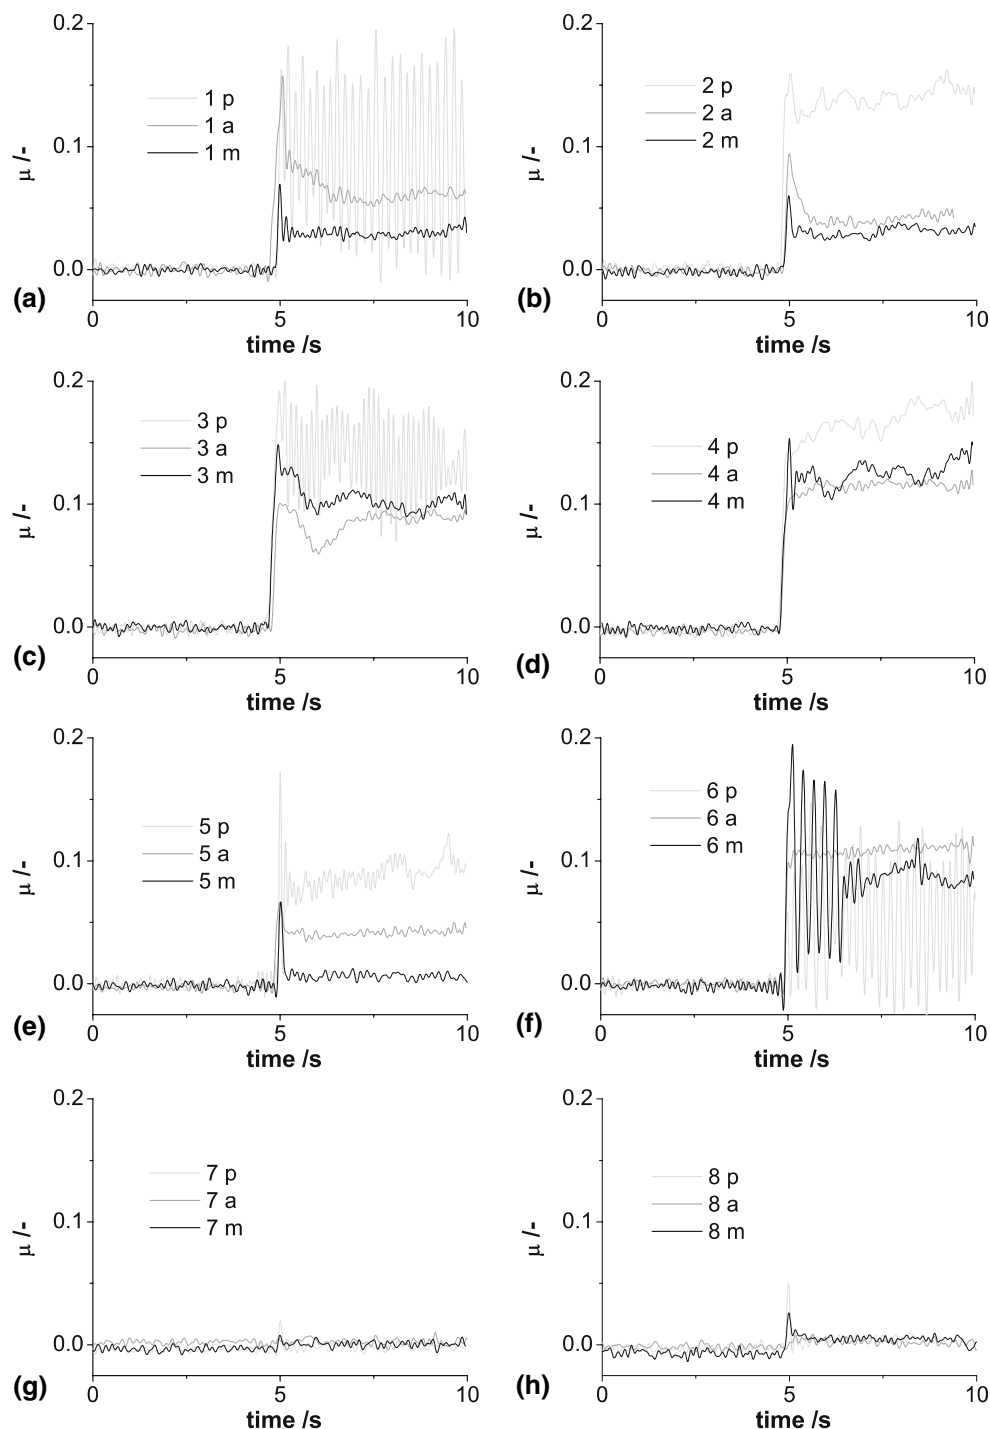 0.2
1 p
1 a
1 m
0.1
μ /-
0.0
(a)
0 5 10
time /s
0.2
2 p
2 a
2 m
0.1
μ /-
0.0
(b)
0 5 10
time /s
0.2
3 p
3 a
3 m
0.1
μ /-
0.0
(c)
0 5 10
time /s
0.2
4 p
4 a
4 m
0.1
μ /-
0.0
(d)
0 5 10
time /s
0.2
5 p
5 a
5 m
0.1
μ /-
0.0
(e)
0 5 10
time /s
0.2
6 p
6 a
6 m
0.1
μ /-
0.0
(f)
0 5 10
time /s
0.2
7 p
7 a
7 m
0.1
μ /-
0.0
(g)
0 5 10
time /s
0.2
8 p
8 a
8 m
0.1
μ /-
0.0
(h)
0 5 10
time /s